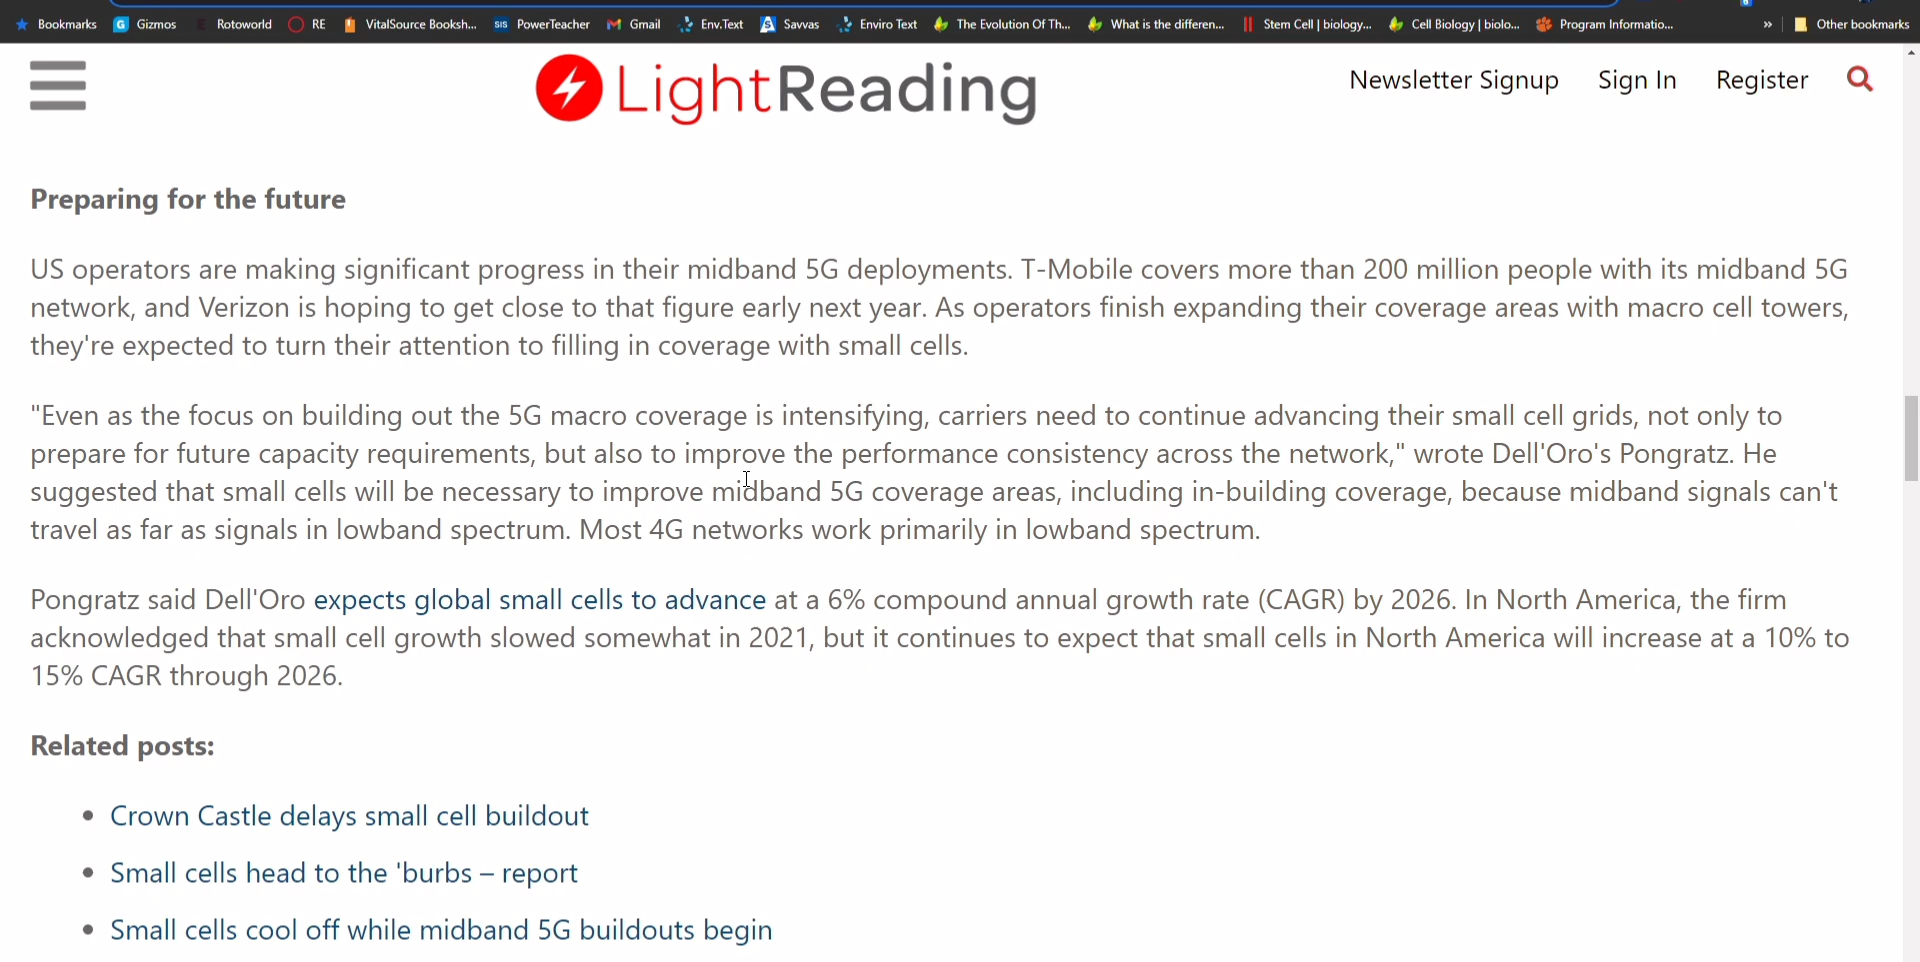 Bookmarks Gizmos Rotoworld RE VitalSource Booksh... SIS PowerTeacher Gmail Env.Text Savvas Enviro Text The Evolution Of Th... What is the differen... Stem Cell | biology... Cell Biology | biolo... Program Informatio... » Other bookmarks
LightReading Newsletter Signup Sign In Register
Preparing for the future
US operators are making significant progress in their midband 5G deployments. T-Mobile covers more than 200 million people with its midband 5G
network, and Verizon is hoping to get close to that figure early next year. As operators finish expanding their coverage areas with macro cell towers,
they're expected to turn their attention to filling in coverage with small cells.
"Even as the focus on building out the 5G macro coverage is intensifying, carriers need to continue advancing their small cell grids, not only to
prepare for future capacity requirements, but also to improve the performance consistency across the network," wrote Dell'Oro's Pongratz. He
suggested that small cells will be necessary to improve midband 5G coverage areas, including in-building coverage, because midband signals can't
travel as far as signals in lowband spectrum. Most 4G networks work primarily in lowband spectrum.
Pongratz said Dell'Oro expects global small cells to advance at a 6% compound annual growth rate (CAGR) by 2026. In North America, the firm
acknowledged that small cell growth slowed somewhat in 2021, but it continues to expect that small cells in North America will increase at a 10% to
15% CAGR through 2026.
Related posts:
• Crown Castle delays small cell buildout
• Small cells head to the 'burbs – report
• Small cells cool off while midband 5G buildouts begin